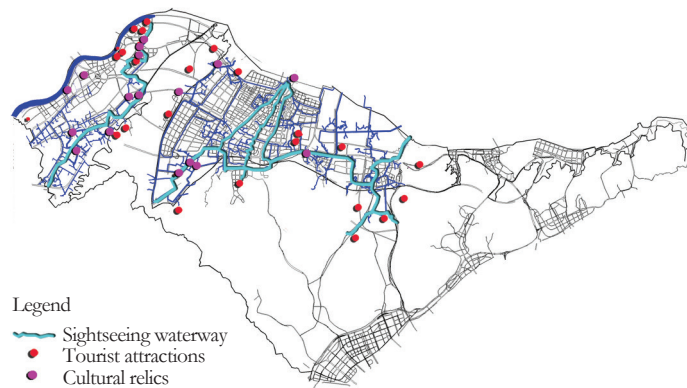 Legend
Sightseeing waterway
Tourist attractions
Cultural relics